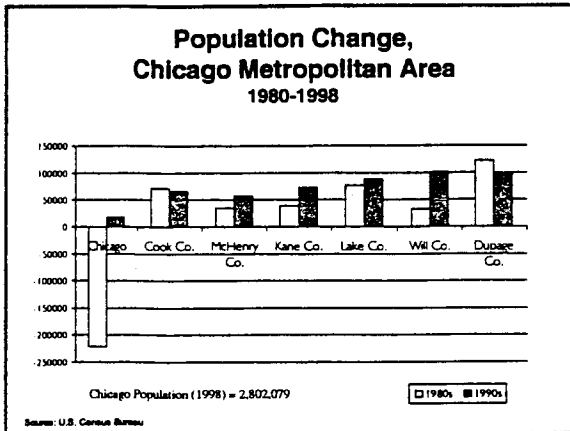 Population Change,
Chicago Metropolitan Area
1980-1998
150000
100000
50000
0
-50000
-100000
-150000
-200000
-250000
Chicago Cook Co. McHenry Co. Kane Co. Lake Co. Will Co. Dupage Co.
Chicago Population (1998) = 2,802,079
1980s 1990s
Source: U.S. Census Bureau